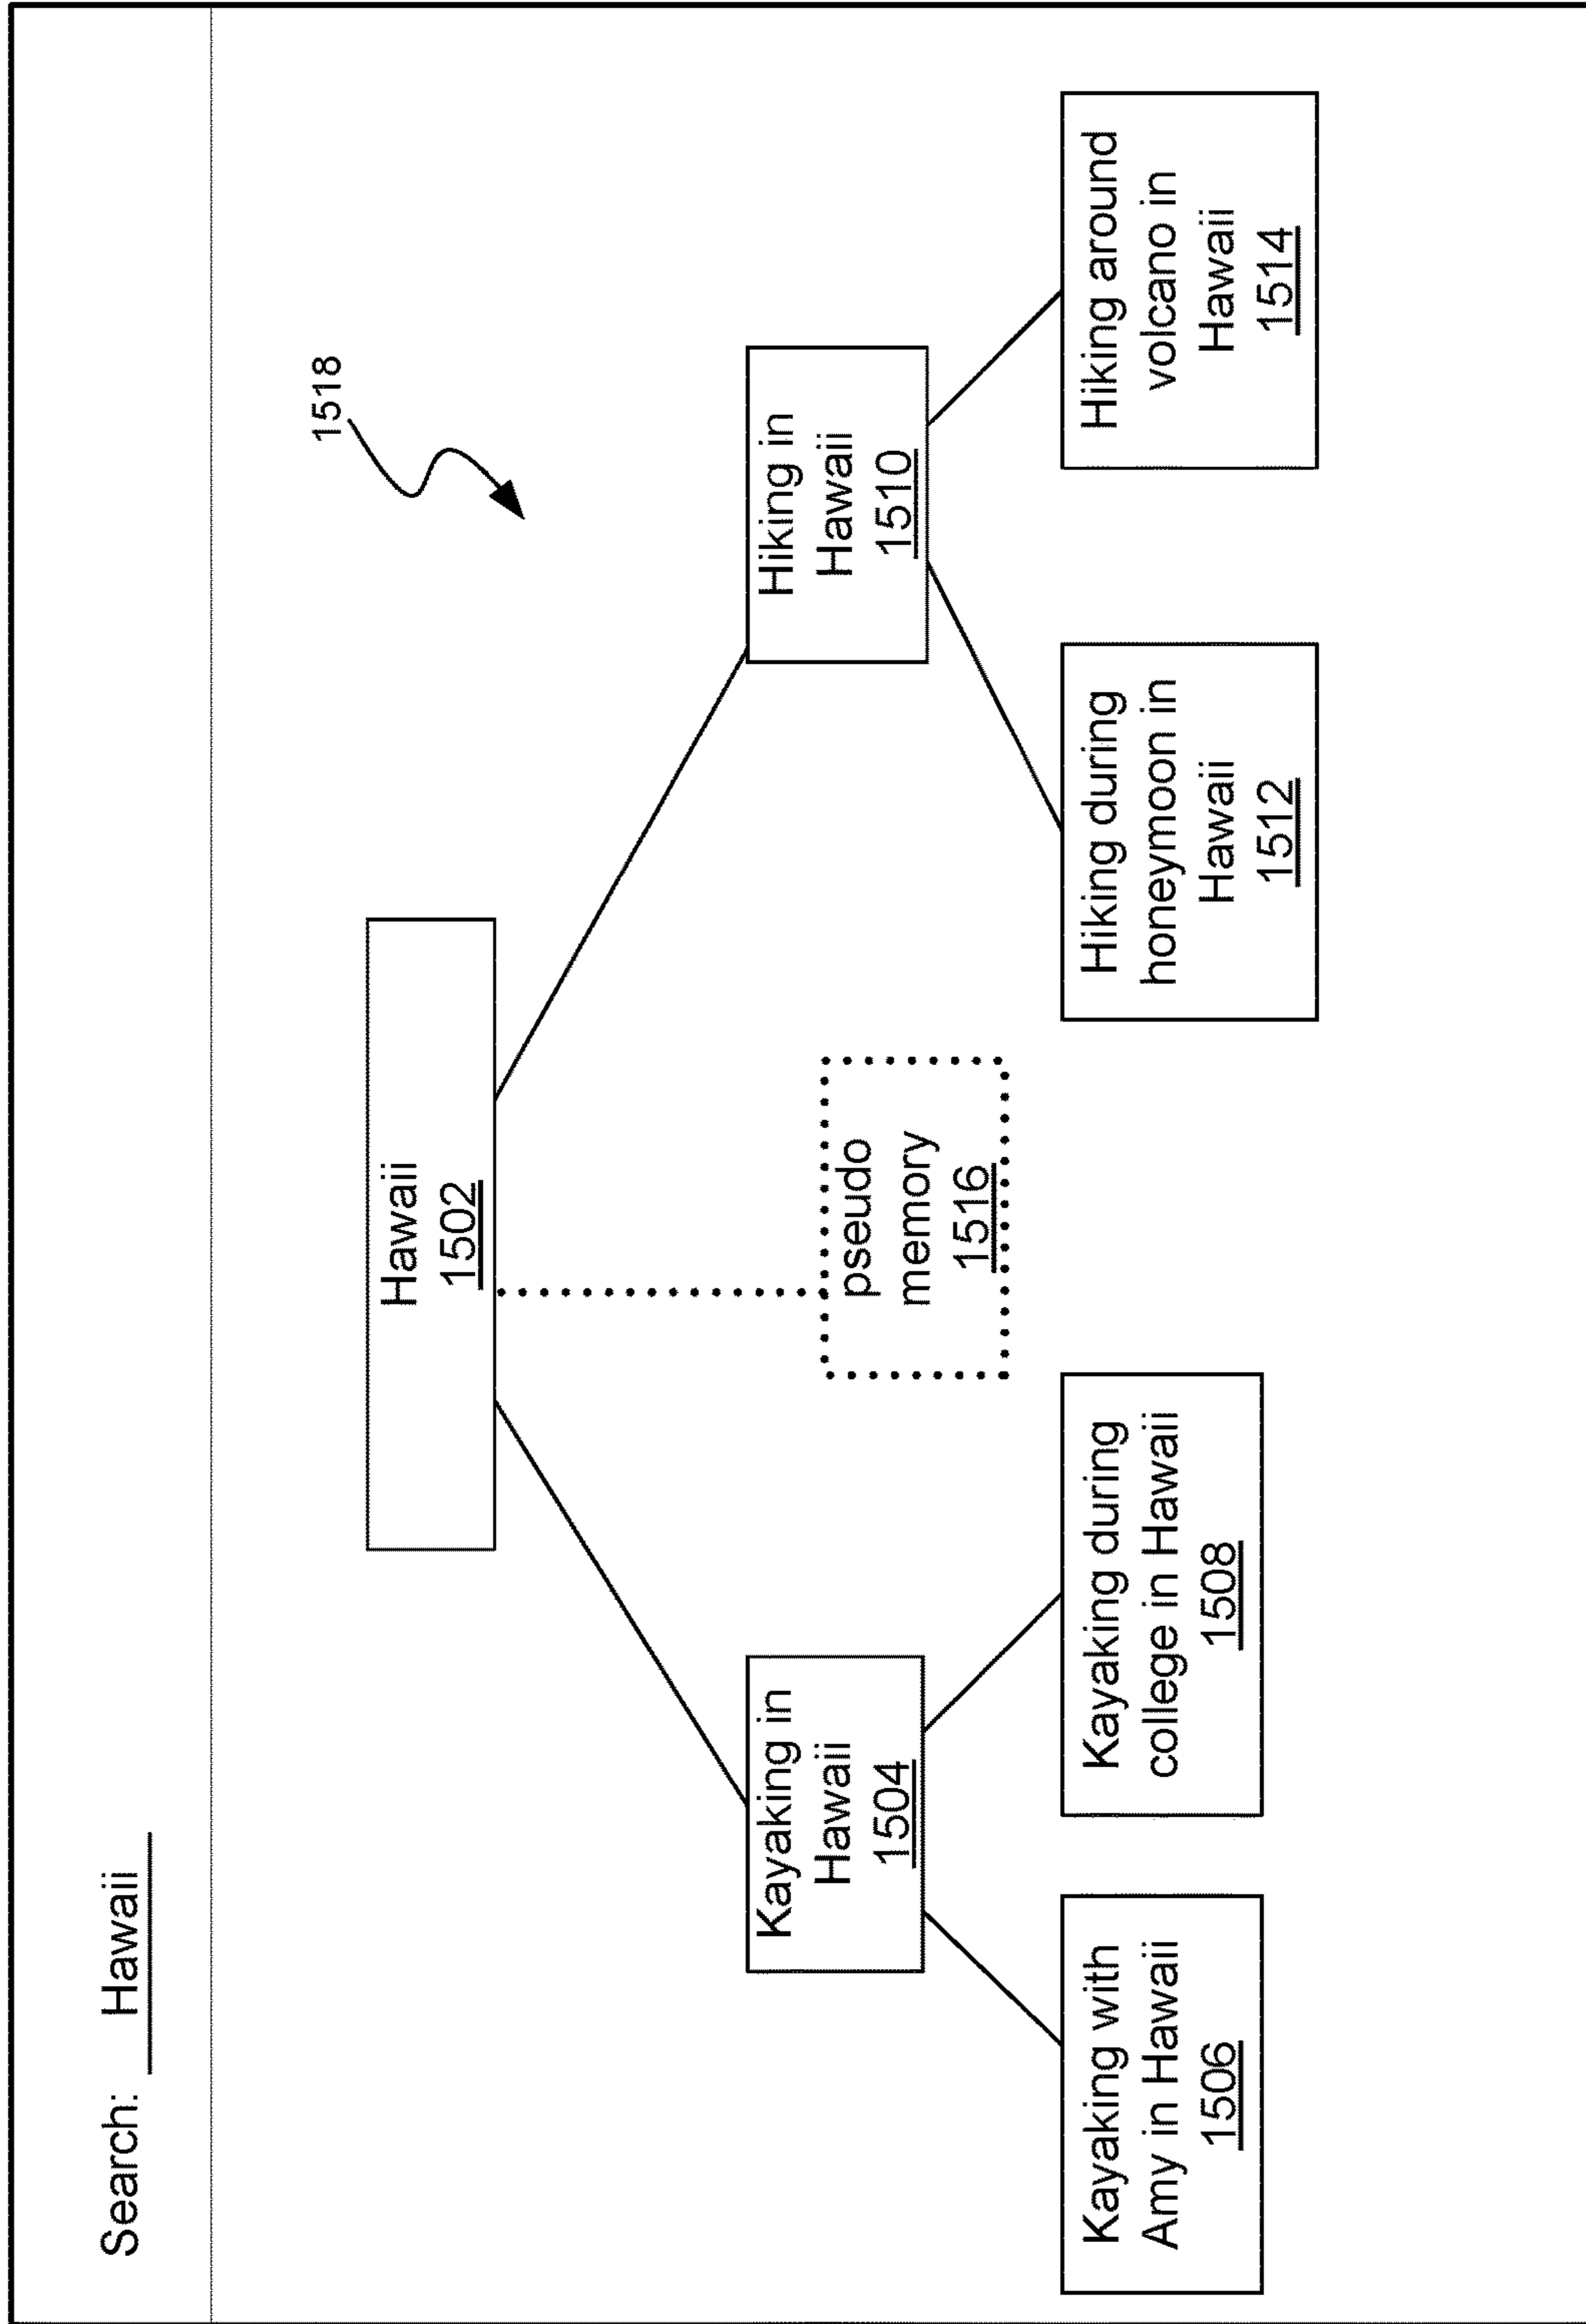 Search: Hawaii
1518
Hawaii
1502
Kayaking in
Hawaii
1504
pseudo
memory
1516
Hiking in
Hawaii
1510
Kayaking with
Amy in Hawaii
1506
Kayaking during
college in Hawaii
1508
Hiking during
honeymoon in
Hawaii
1512
Hiking around
volcano in
Hawaii
1514